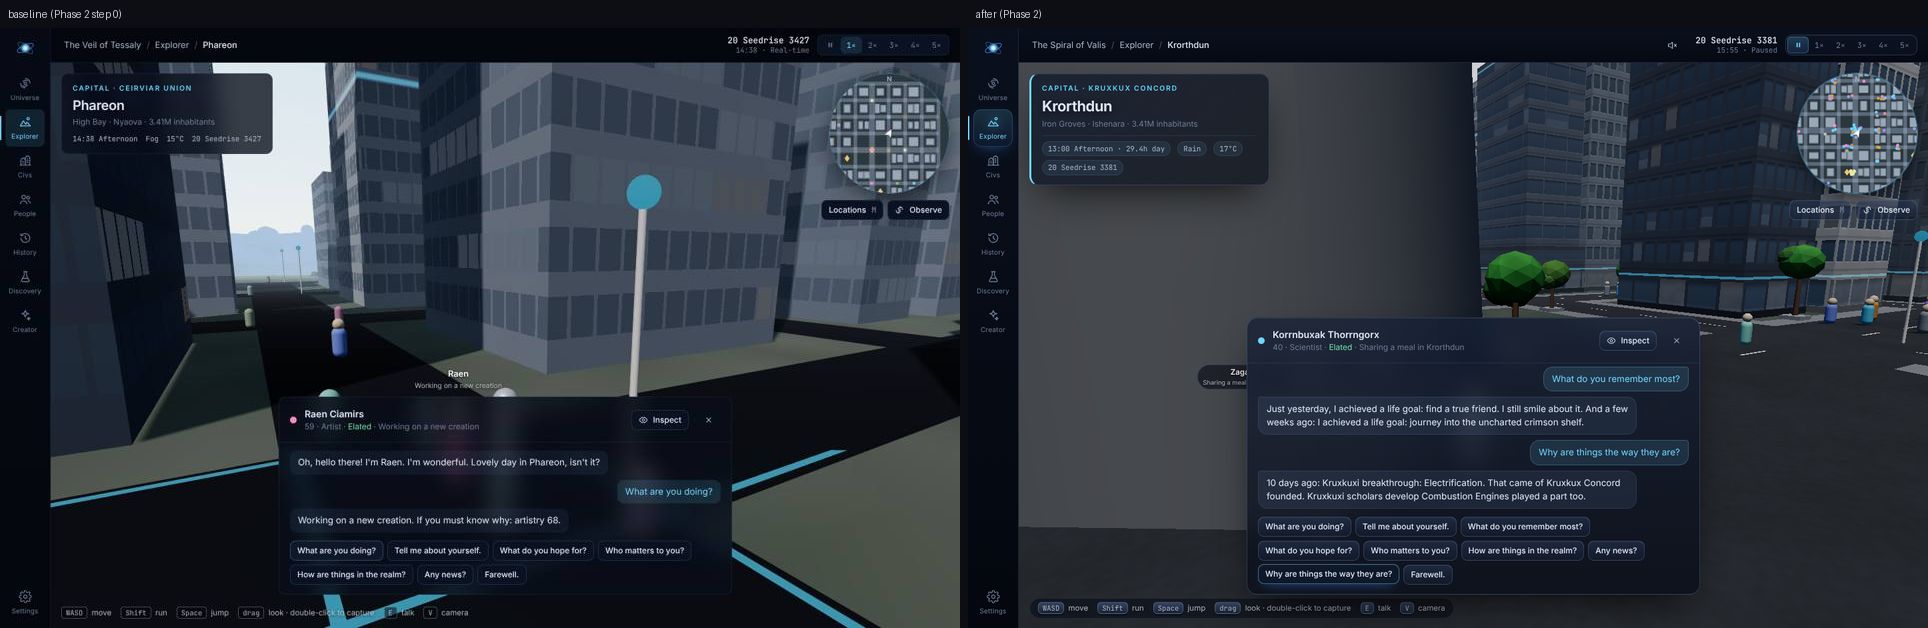 baseline (Phase 2 step 0)
The Veil of Tessaly / Explorer / Phareon
20 Seedrise 3427
14:38 · Real-time
1× 2× 3× 4× 5×
Universe
Explorer
Civs
People
History
Discovery
Creator
Settings
CAPITAL · CEIRVIAR UNION
Phareon
High Bay · Nyaova · 3.41M inhabitants
14:38 Afternoon Fog 15°C 20 Seedrise 3427
N
Locations M
Observe
Raen
Working on a new creation
Raen Ciamirs
59 · Artist · Elated · Working on a new creation
Inspect ×
Oh, hello there! I'm Raen. I'm wonderful. Lovely day in Phareon, isn't it?
What are you doing?
Working on a new creation. If you must know why: artistry 68.
What are you doing? Tell me about yourself. What do you hope for? Who matters to you?
How are things in the realm? Any news? Farewell.
WASD move Shift run Space jump drag look · double-click to capture E talk V camera
after (Phase 2)
The Spiral of Valis / Explorer / Krorthdun
20 Seedrise 3381
15:55 · Paused
1× 2× 3× 4× 5×
Universe
Explorer
Civs
People
History
Discovery
Creator
Settings
CAPITAL · KRUXKUX CONCORD
Krorthdun
Iron Groves · Ishenara · 3.41M inhabitants
13:00 Afternoon · 29.4h day Rain 17°C
20 Seedrise 3381
Locations M
Observe
Zaga
Sharing a meal
Korrnbuxak Thorrngorx
40 · Scientist · Elated · Sharing a meal in Krorthdun
Inspect ×
What do you remember most?
Just yesterday, I achieved a life goal: find a true friend. I still smile about it. And a few
weeks ago: I achieved a life goal: journey into the uncharted crimson shelf.
Why are things the way they are?
10 days ago: Kruxkuxi breakthrough: Electrification. That came of Kruxkux Concord
founded. Kruxkuxi scholars develop Combustion Engines played a part too.
What are you doing? Tell me about yourself. What do you remember most?
What do you hope for? Who matters to you? How are things in the realm? Any news?
Why are things the way they are? Farewell.
WASD move Shift run Space jump drag look · double-click to capture E talk V camera